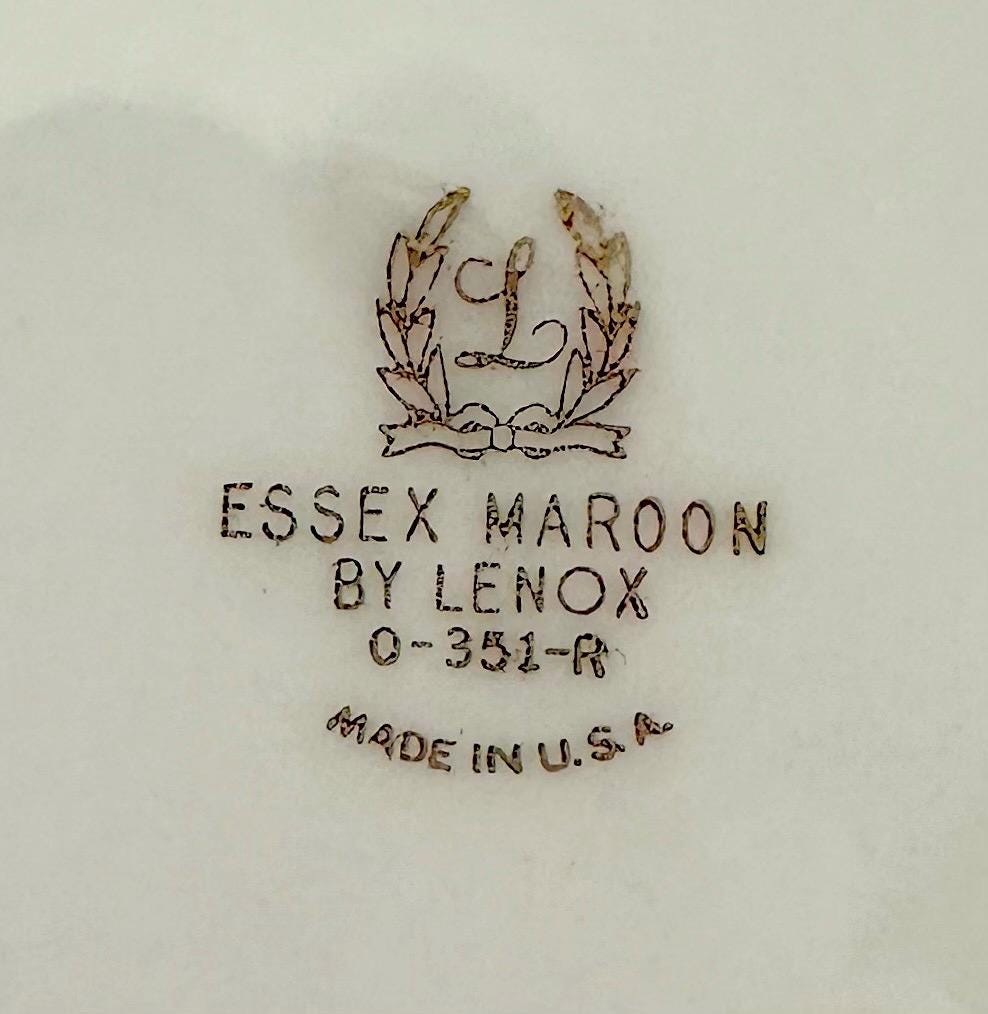 L
ESSEX MAROON
BY LENOX
O-351-R
MADE IN U.S.A.